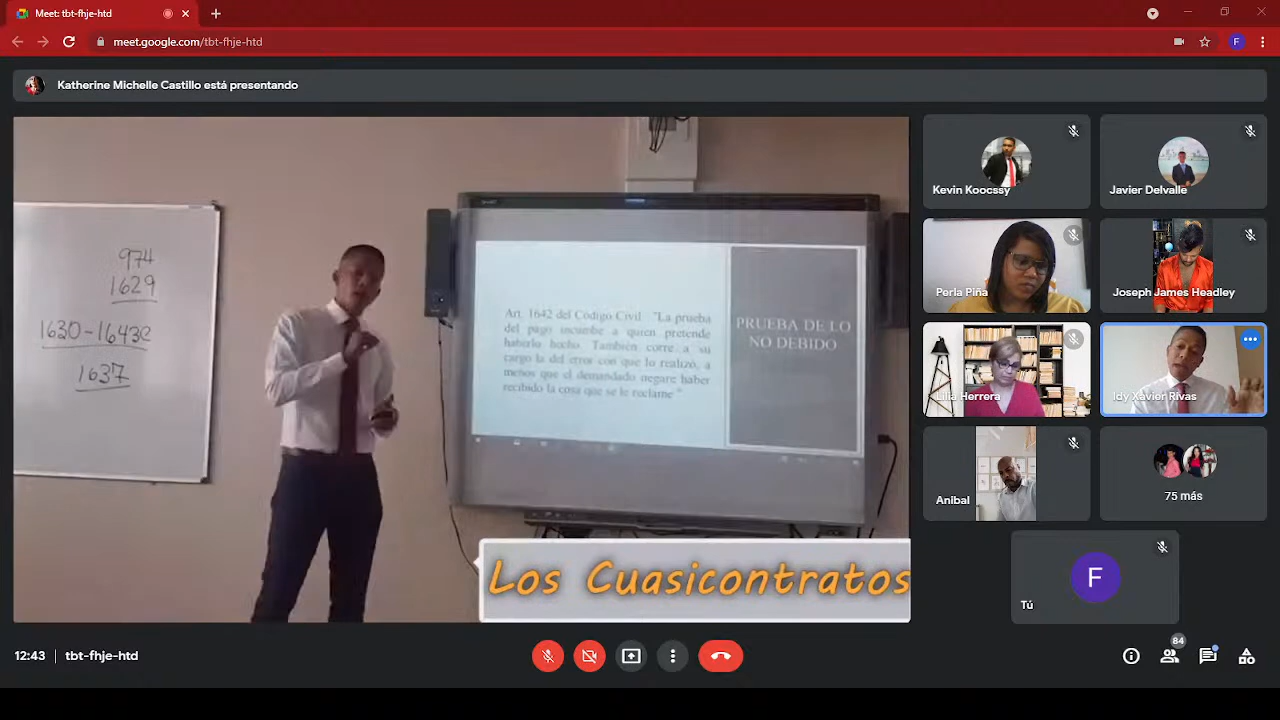 Meet: tbt-fhje-htd
meet.google.com/tbt-fhje-htd
F
Katherine Michelle Castillo está presentando
974
1629
1630-1643c
1637
Art. 1642 del Código Civil "La prueba
del pago incumbe a quien pretende
haberlo hecho. También corre a su
cargo la del error con que lo realizó, a
menos que el demandado negare haber
recibido la cosa que se le reclame"
PRUEBA DE LO
NO DEBIDO
Los Cuasicontratos
Kevin Koocssy
Javier Delvalle
Perla Piña
Joseph James Headley
Lilia Herrera
Idy Xavier Rivas
Anibal
75 más
F
Tú
12:43
tbt-fhje-htd
84